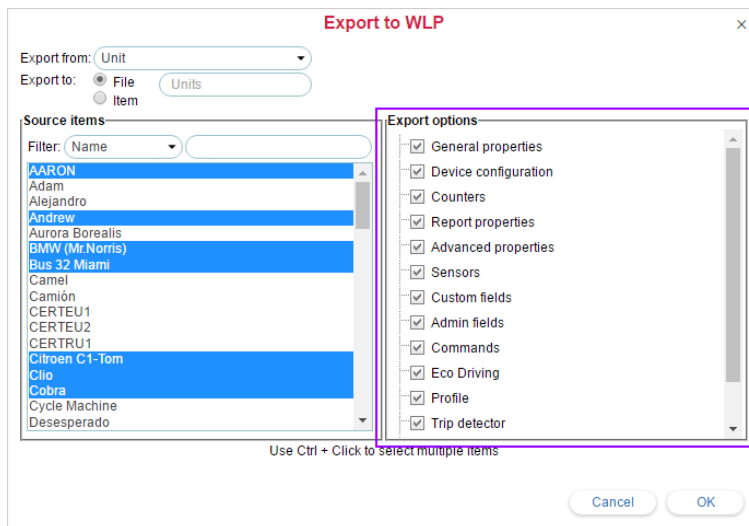 Export to WLP
×
Export from: Unit
Export to: File Units
Item
Source items
Filter: Name
AARON
Adam
Alejandro
Andrew
Aurora Borealis
BMW (Mr.Norris)
Bus 32 Miami
Camel
Camión
CERTEU1
CERTEU2
CERTRU1
Citroen C1-Tom
Clio
Cobra
Cycle Machine
Desesperado
Export options
General properties
Device configuration
Counters
Report properties
Advanced properties
Sensors
Custom fields
Admin fields
Commands
Eco Driving
Profile
Trip detector
Use Ctrl + Click to select multiple items
Cancel OK